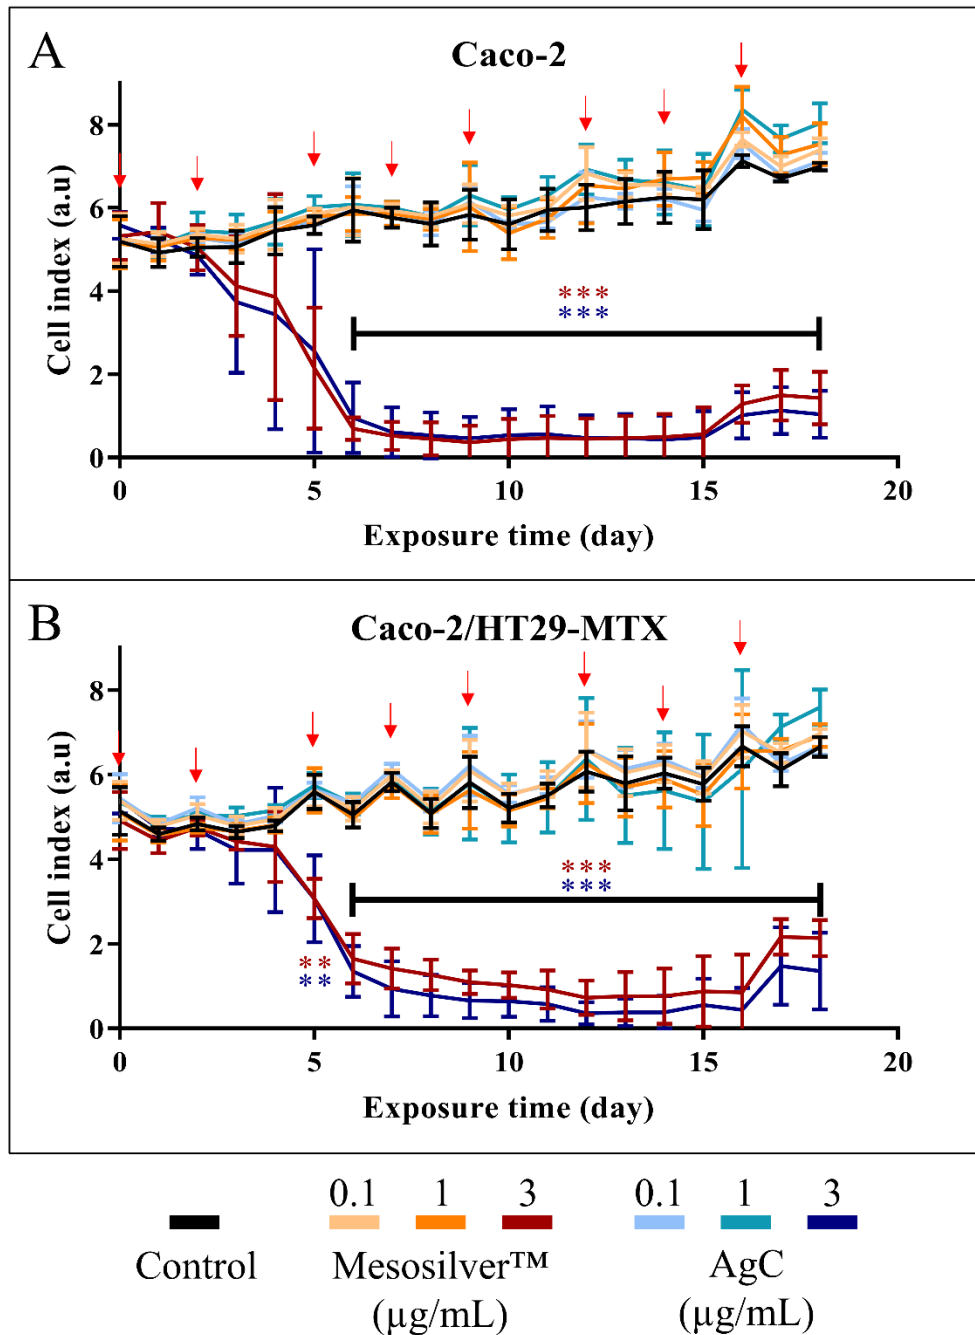 A
Caco-2
8
6
4
2
0
Cell index (a.u)
***
***
0 5 10 15 20
Exposure time (day)
B
Caco-2/HT29-MTX
8
6
4
2
0
Cell index (a.u)
***
***
**
**
0 5 10 15 20
Exposure time (day)
0.1 1 3 0.1 1 3
Control Mesosilver™ AgC
(µg/mL) (µg/mL)